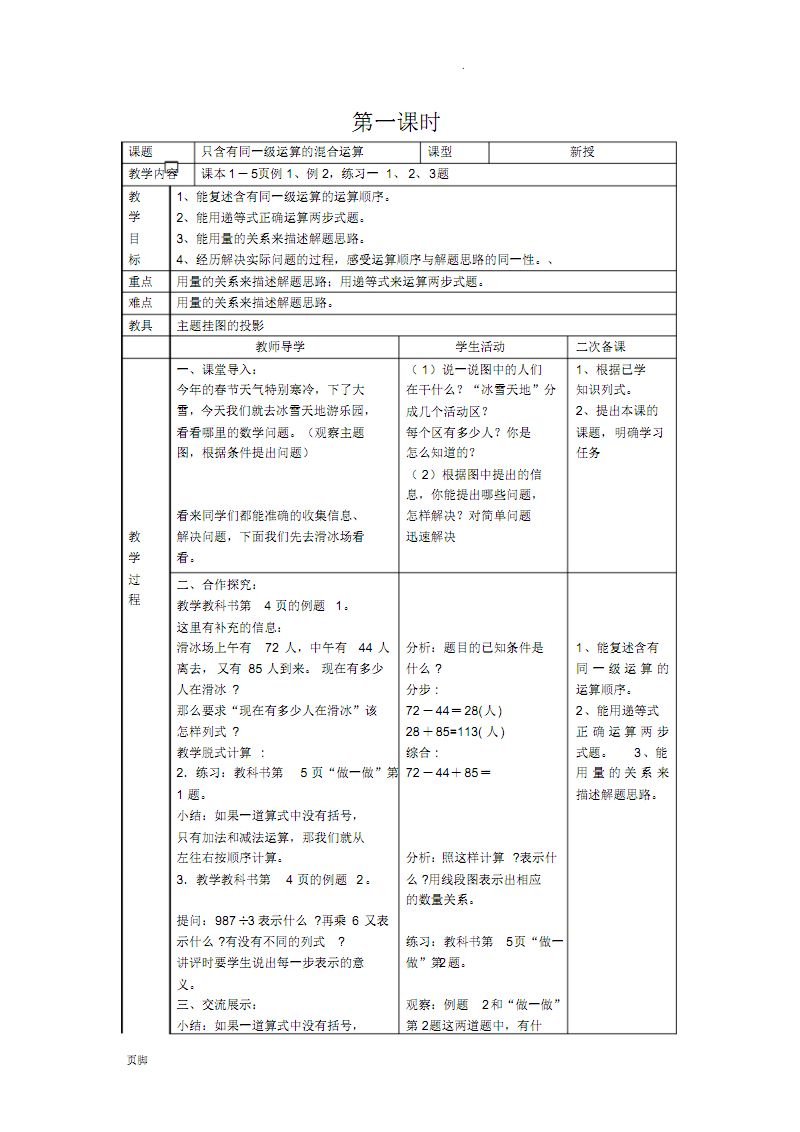 第一课时
课题 只含有同一级运算的混合运算 课型 新授
教学内容 课本1－5页例1、例2，练习一 1、 2、3题
教
学
目
标
1、能复述含有同一级运算的运算顺序。
2、能用递等式正确运算两步式题。
3、能用量的关系来描述解题思路。
4、经历解决实际问题的过程，感受运算顺序与解题思路的同一性。、
重点 用量的关系来描述解题思路；用递等式来运算两步式题。
难点 用量的关系来描述解题思路。
教具 主题挂图的投影
教师导学 学生活动 二次备课
教
学
过
程
一、课堂导入：
今年的春节天气特别寒冷，下了大
雪，今天我们就去冰雪天地游乐园，
看看哪里的数学问题。（观察主题
图，根据条件提出问题）
看来同学们都能准确的收集信息、
解决问题，下面我们先去滑冰场看
看。
（ 1）说一说图中的人们
在干什么？“冰雪天地”分
成几个活动区？
每个区有多少人？你是
怎么知道的？
（ 2）根据图中提出的信
息，你能提出哪些问题，
怎样解决？对简单问题
迅速解决
1、根据已学
知识列式。
2、提出本课的
课题，明确学习
任务
二、合作探究：
教学教科书第 4 页的例题 1。
这里有补充的信息：
滑冰场上午有 72 人，中午有 44 人
离去， 又有 85 人到来。 现在有多少
人在滑冰 ?
那么要求“现在有多少人在滑冰”该
怎样列式 ?
教学脱式计算 :
2．练习：教科书第 5 页“做一做”第
1 题。
小结：如果一道算式中没有括号，
只有加法和减法运算，那我们就从
左往右按顺序计算。
3．教学教科书第 4 页的例题 2 。
提问：987 ÷3 表示什么 ?再乘 6 又表
示什么 ?有没有不同的列式 ?
讲评时要学生说出每一步表示的意
义。
三、交流展示：
小结：如果一道算式中没有括号，
分析：题目的已知条件是
什么 ?
分步 :
72－44＝28(人)
28＋85=113( 人)
综合 :
72－44＋85＝
分析：照这样计算 ?表示什
么 ?用线段图表示出相应
的数量关系。
练习：教科书第 5页“做一
做”第2题。
观察：例题 2和“做一做”
第 2题这两道题中，有什
1、能复述含有
同一级运算的
运算顺序。
2、能用递等式
正确运算两步
式题。 3、能
用量的关系来
描述解题思路。
页脚